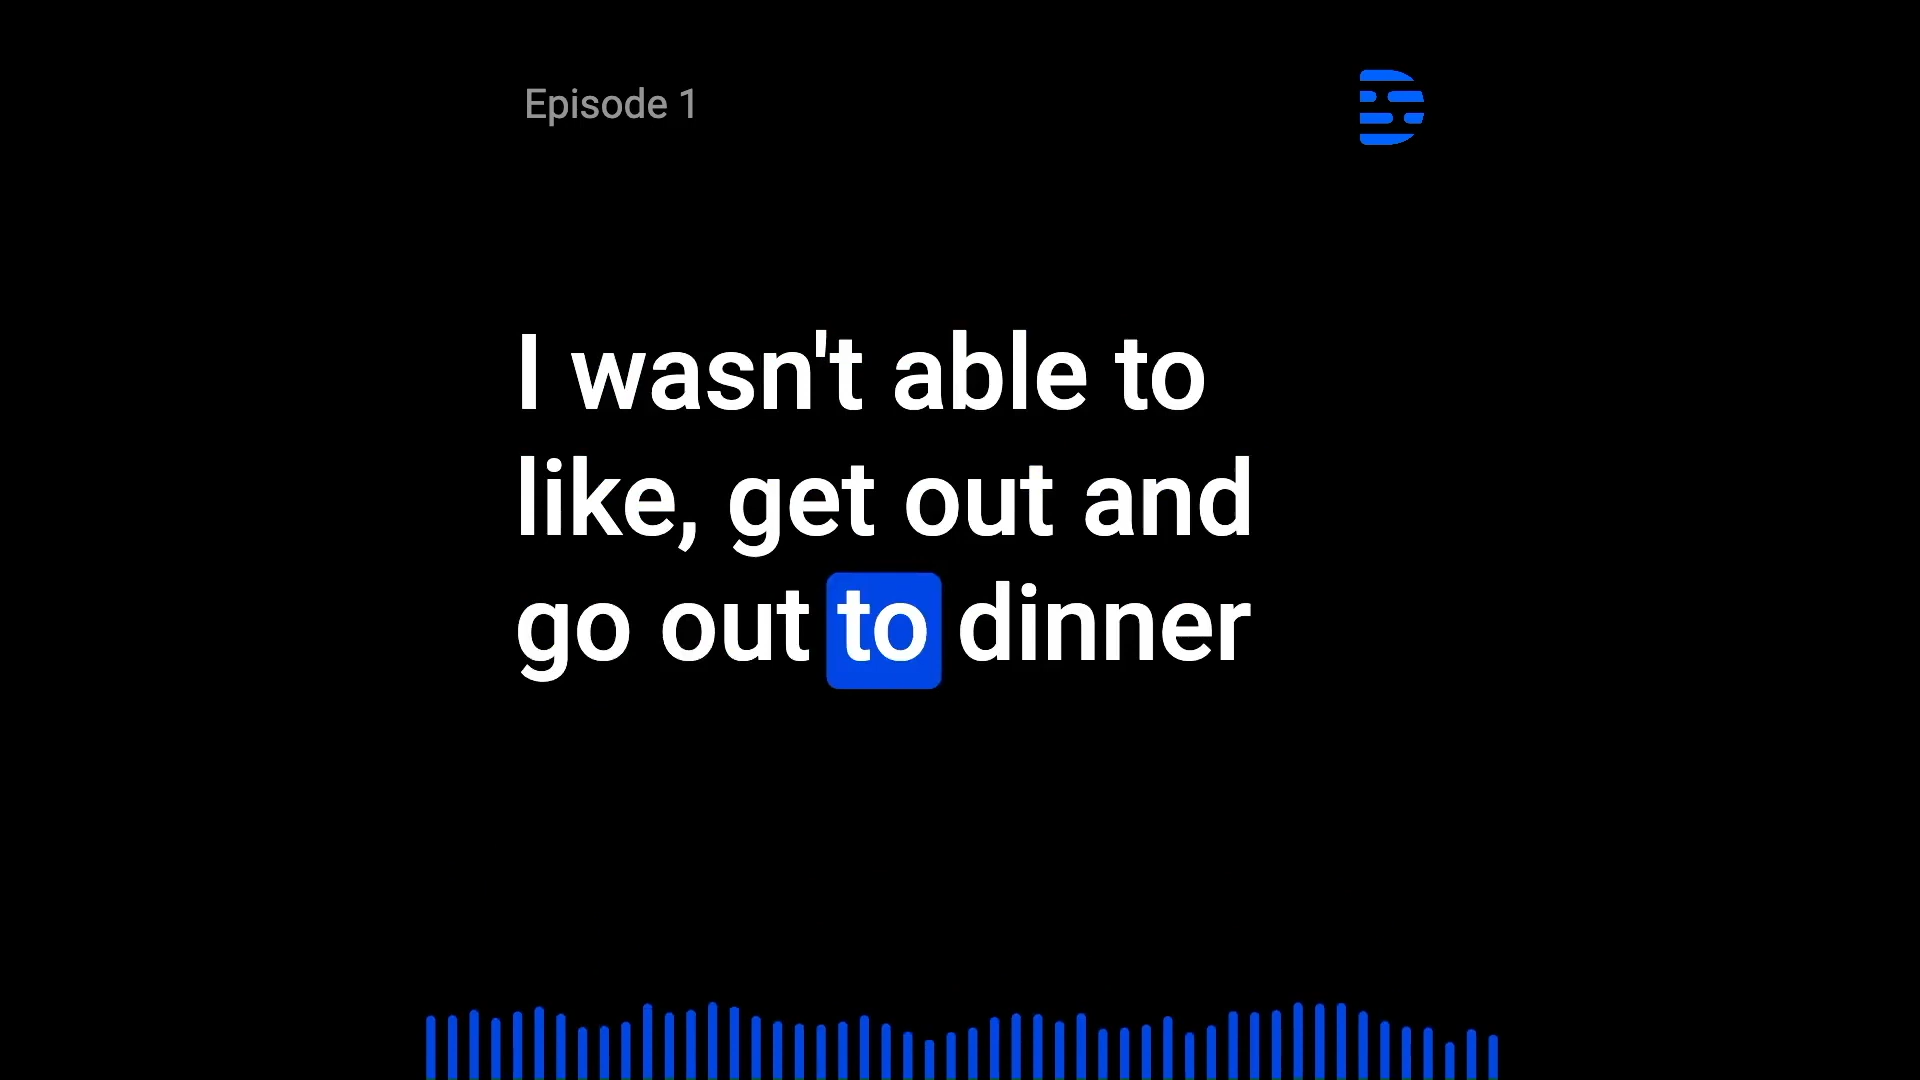 Episode 1
I wasn't able to
like, get out and
go out to dinner